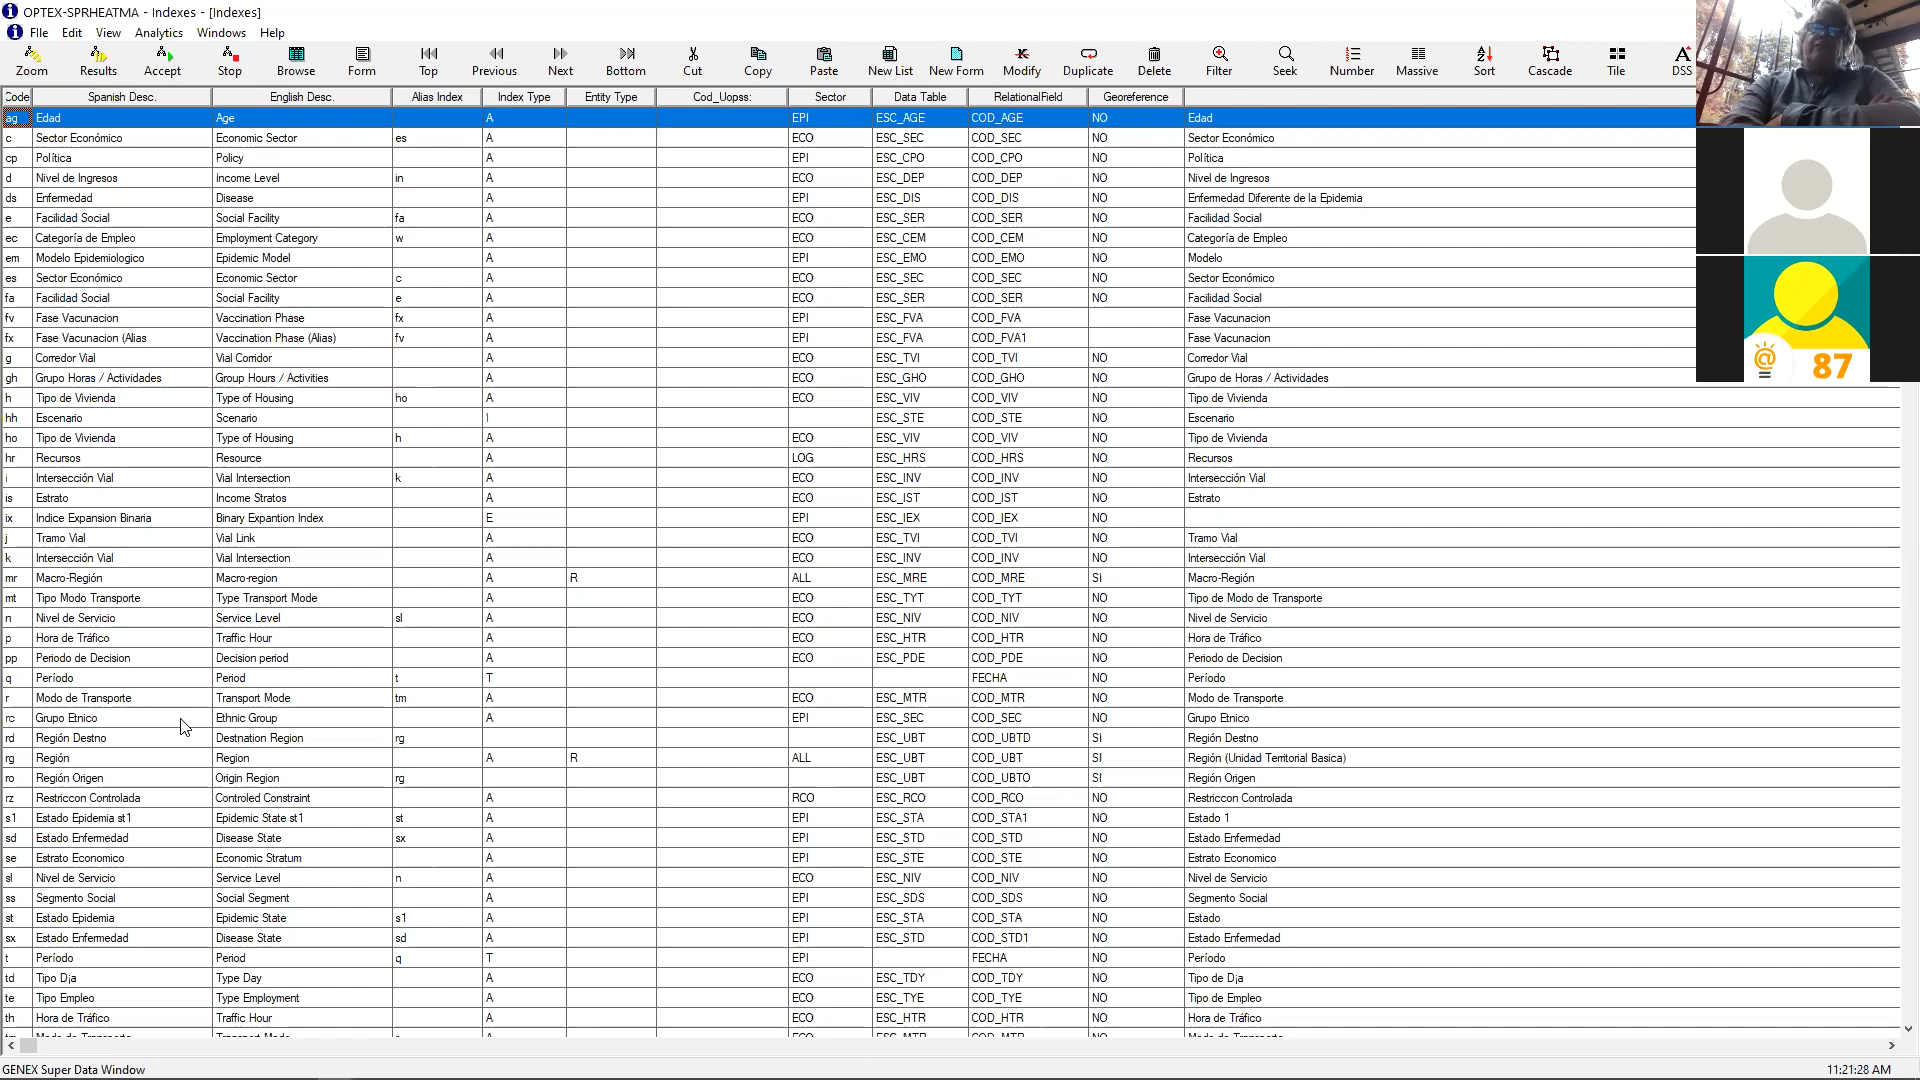 OPTEX-SPRHEATMA - Indexes - [Indexes]
File Edit View Analytics Windows Help
Zoom Results Accept Stop Browse Form Top Previous Next Bottom Cut Copy Paste New List New Form Modify Duplicate Delete Filter Seek Number Massive Sort Cascade Tile DSS
Code Spanish Desc. English Desc. Alias Index Index Type Entity Type Cod_Uopss: Sector Data Table RelationalField Georeference
ag Edad Age A EPI ESC_AGE COD_AGE NO Edad
c Sector Económico Economic Sector es A ECO ESC_SEC COD_SEC NO Sector Económico
cp Política Policy A EPI ESC_CPO COD_CPO NO Política
d Nivel de Ingresos Income Level in A ECO ESC_DEP COD_DEP NO Nivel de Ingresos
ds Enfermedad Disease A EPI ESC_DIS COD_DIS NO Enfermedad Diferente de la Epidemia
e Facilidad Social Social Facility fa A ECO ESC_SER COD_SER NO Facilidad Social
ec Categoría de Empleo Employment Category w A ECO ESC_CEM COD_CEM NO Categoría de Empleo
em Modelo Epidemiologico Epidemic Model A EPI ESC_EMO COD_EMO NO Modelo
es Sector Económico Economic Sector c A ECO ESC_SEC COD_SEC NO Sector Económico
fa Facilidad Social Social Facility e A ECO ESC_SER COD_SER NO Facilidad Social
fv Fase Vacunacion Vaccination Phase fx A EPI ESC_FVA COD_FVA Fase Vacunacion
fx Fase Vacunacion (Alias Vaccination Phase (Alias) fv A EPI ESC_FVA COD_FVA1 Fase Vacunacion
g Corredor Vial Vial Corridor A ECO ESC_TVI COD_TVI NO Corredor Vial
gh Grupo Horas / Actividades Group Hours / Activities A ECO ESC_GHO COD_GHO NO Grupo de Horas / Actividades
h Tipo de Vivienda Type of Housing ho A ECO ESC_VIV COD_VIV NO Tipo de Vivienda
hh Escenario Scenario ESC_STE COD_STE NO Escenario
ho Tipo de Vivienda Type of Housing h A ECO ESC_VIV COD_VIV NO Tipo de Vivienda
hr Recursos Resource A LOG ESC_HRS COD_HRS NO Recursos
i Intersección Vial Vial Intersection k A ECO ESC_INV COD_INV NO Intersección Vial
is Estrato Income Stratos A ECO ESC_IST COD_IST NO Estrato
ix Indice Expansion Binaria Binary Expantion Index E EPI ESC_IEX COD_IEX NO
j Tramo Vial Vial Link A ECO ESC_TVI COD_TVI NO Tramo Vial
k Intersección Vial Vial Intersection A ECO ESC_INV COD_INV NO Intersección Vial
mr Macro-Región Macro-region A R ALL ESC_MRE COD_MRE SI Macro-Región
mt Tipo Modo Transporte Type Transport Mode A ECO ESC_TYT COD_TYT NO Tipo de Modo de Transporte
n Nivel de Servicio Service Level sl A ECO ESC_NIV COD_NIV NO Nivel de Servicio
p Hora de Tráfico Traffic Hour A ECO ESC_HTR COD_HTR NO Hora de Tráfico
pp Periodo de Decision Decision period A ECO ESC_PDE COD_PDE NO Periodo de Decision
q Período Period t T FECHA NO Período
r Modo de Transporte Transport Mode tm A ECO ESC_MTR COD_MTR NO Modo de Transporte
rc Grupo Etnico Ethnic Group A EPI ESC_SEC COD_SEC NO Grupo Etnico
rd Región Destno Destnation Region rg ESC_UBT COD_UBTD SI Región Destno
rg Región Region A R ALL ESC_UBT COD_UBT SI Región (Unidad Territorial Basica)
ro Región Origen Origin Region rg ESC_UBT COD_UBTO SI Región Origen
rz Restriccon Controlada Controled Constraint A RCO ESC_RCO COD_RCO NO Restriccon Controlada
s1 Estado Epidemia st1 Epidemic State st1 st A EPI ESC_STA COD_STA1 NO Estado 1
sd Estado Enfermedad Disease State sx A EPI ESC_STD COD_STD NO Estado Enfermedad
se Estrato Economico Economic Stratum A EPI ESC_STE COD_STE NO Estrato Economico
sl Nivel de Servicio Service Level n A ECO ESC_NIV COD_NIV NO Nivel de Servicio
ss Segmento Social Social Segment A EPI ESC_SDS COD_SDS NO Segmento Social
st Estado Epidemia Epidemic State s1 A EPI ESC_STA COD_STA NO Estado
sx Estado Enfermedad Disease State sd A EPI ESC_STD COD_STD1 NO Estado Enfermedad
t Período Period q T EPI FECHA NO Período
td Tipo D¡a Type Day A ECO ESC_TDY COD_TDY NO Tipo de D¡a
te Tipo Empleo Type Employment A ECO ESC_TYE COD_TYE NO Tipo de Empleo
th Hora de Tráfico Traffic Hour A ECO ESC_HTR COD_HTR NO Hora de Tráfico
@ 87
GENEX Super Data Window 11:21:28 AM